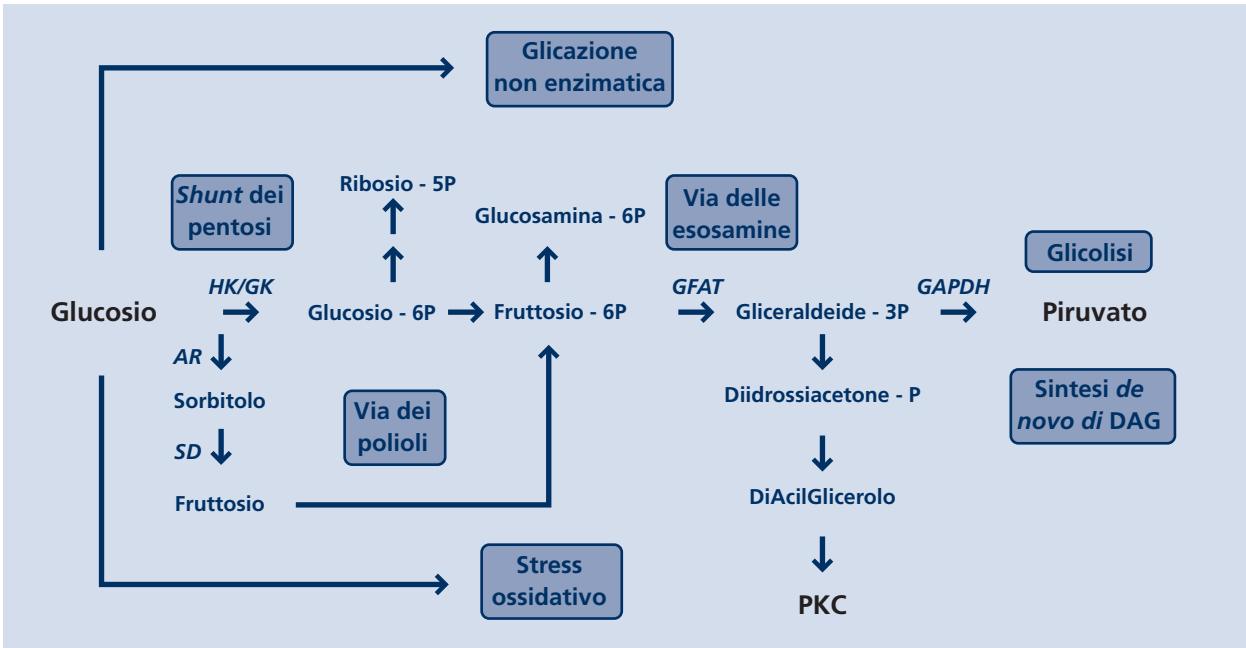 Glicazione
non enzimatica
Shunt dei
pentosi
Ribosio - 5P
Glucosamina - 6P
Via delle
esosamine
Glicolisi
HK/GK
GFAT
GAPDH
Glucosio
Glucosio - 6P
Fruttosio - 6P
Gliceraldeide - 3P
Piruvato
AR
Sorbitolo
Via dei
polioli
Diidrossiacetone - P
Sintesi de
novo di DAG
SD
Fruttosio
DiAcilGlicerolo
Stress
ossidativo
PKC